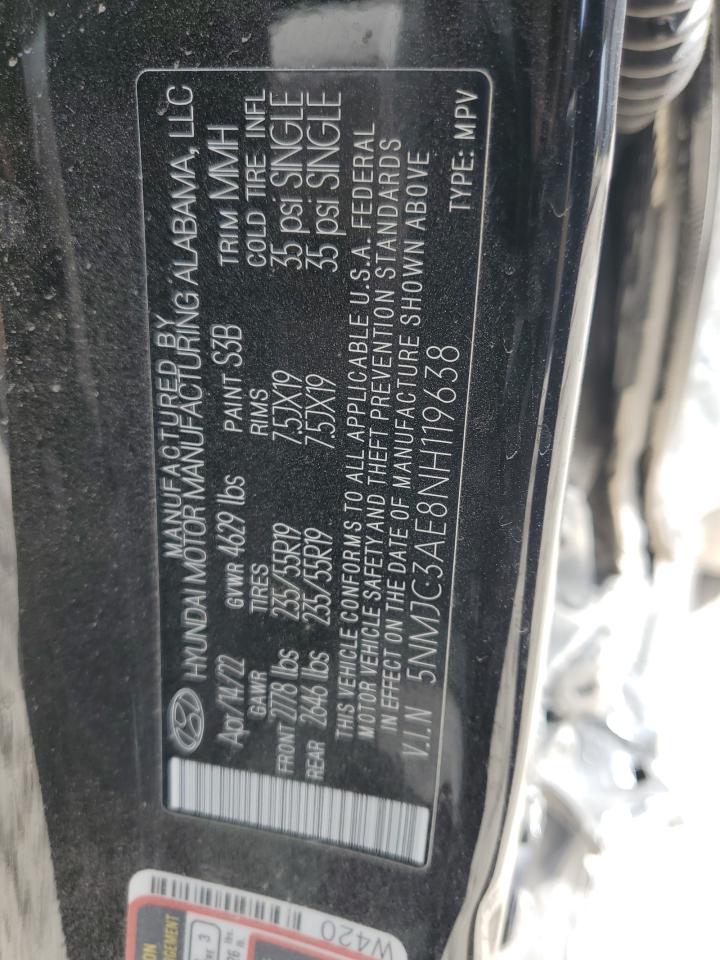 MANUFACTURED BY
HYUNDAI MOTOR MANUFACTURING ALABAMA, LLC
Apr/14/22 GVWR 4629 lbs PAINT S3B TRIM MMH
GAWR TIRES RIMS COLD TIRE INFL
FRONT 2778 lbs 235/55R19 7.5JX19 35 psi SINGLE
REAR 2646 lbs 235/55R19 7.5JX19 35 psi SINGLE
THIS VEHICLE CONFORMS TO ALL APPLICABLE U.S.A. FEDERAL
MOTOR VEHICLE SAFETY AND THEFT PREVENTION STANDARDS
IN EFFECT ON THE DATE OF MANUFACTURE SHOWN ABOVE
V.I.N 5NMJC3AE8NH119638
TYPE: MPV
W420